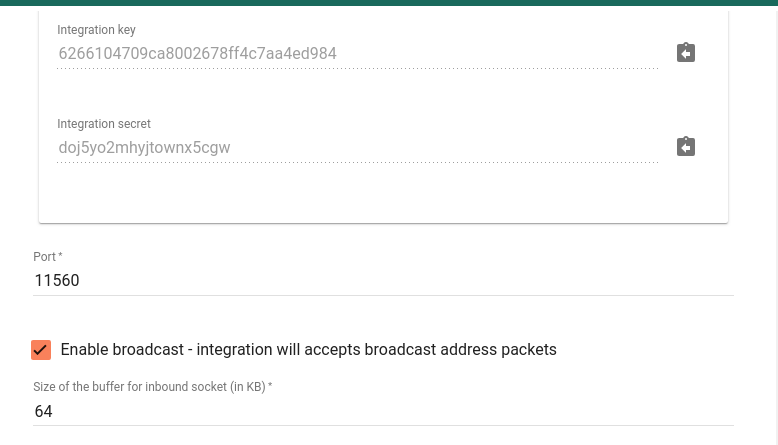 Integration key
6266104709ca8002678ff4c7aa4ed984
Integration secret
doj5yo2mhyjtownx5cgw
Port *
11560
Enable broadcast - integration will accepts broadcast address packets
Size of the buffer for inbound socket (in KB) *
64